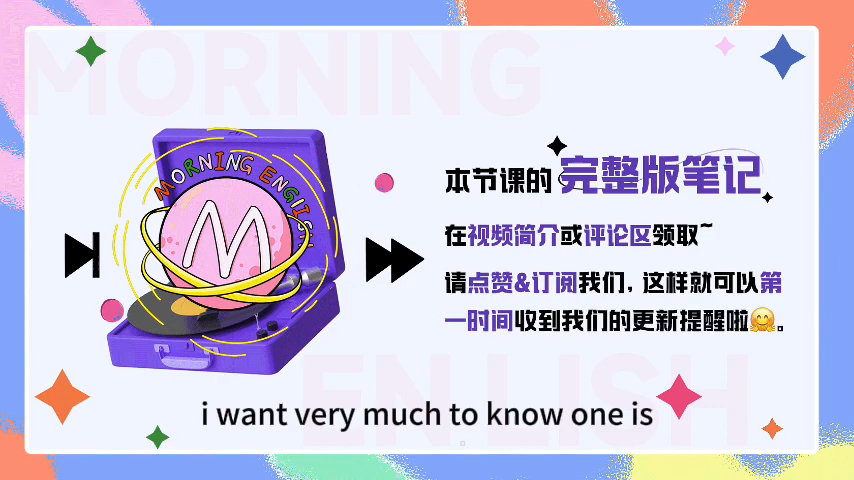 MORNING
MORNING ENGLISH
M
本节课的 完整版笔记
在视频简介或评论区领取~
请点赞&订阅我们，这样就可以第
一时间收到我们的更新提醒啦🤗。
ENGLISH
i want very much to know one is